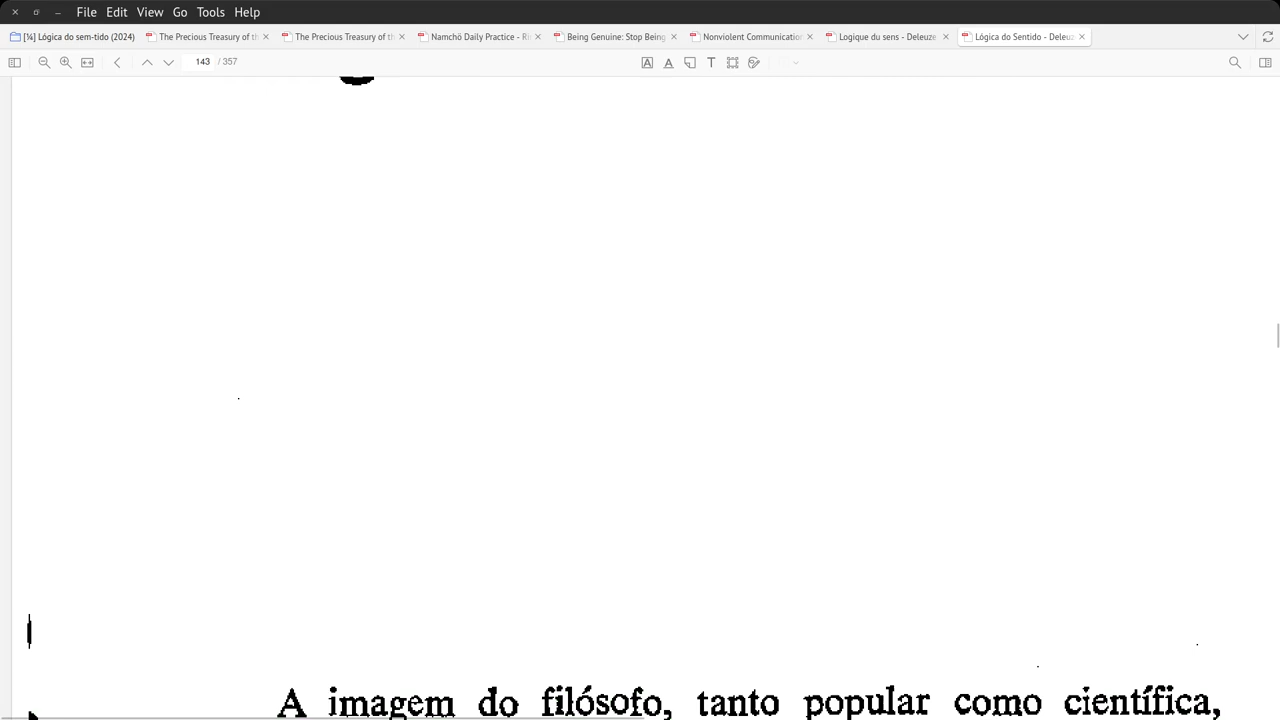 File Edit View Go Tools Help
[¼] Lógica do sem-tido (2024) The Precious Treasury of th The Precious Treasury of th Namchö Daily Practice - Ri Being Genuine: Stop Being Nonviolent Communication Logique du sens - Deleuze Lógica do Sentido - Deleuz
143 / 357
A imagem do filósofo, tanto popular como científica,